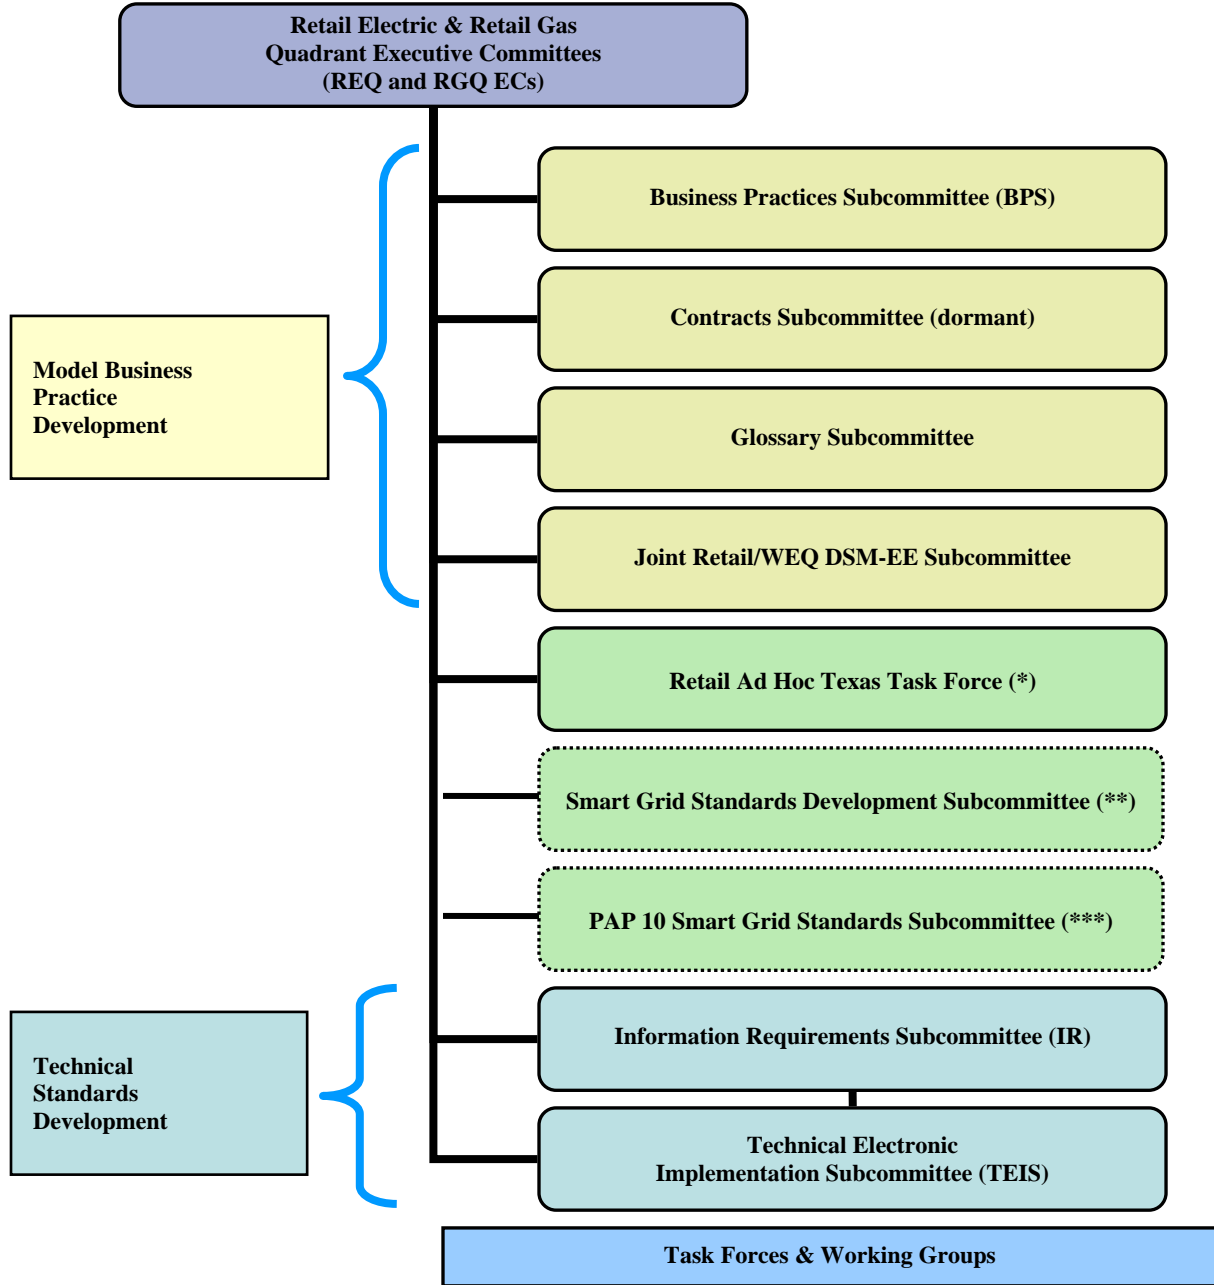 Retail Electric & Retail Gas
Quadrant Executive Committees
(REQ and RGQ ECs)
Business Practices Subcommittee (BPS)
Contracts Subcommittee (dormant)
Model Business
Practice
Development
Glossary Subcommittee
Joint Retail/WEQ DSM-EE Subcommittee
Retail Ad Hoc Texas Task Force (*)
Smart Grid Standards Development Subcommittee (**)
PAP 10 Smart Grid Standards Subcommittee (***)
Information Requirements Subcommittee (IR)
Technical
Standards
Development
Technical Electronic
Implementation Subcommittee (TEIS)
Task Forces & Working Groups